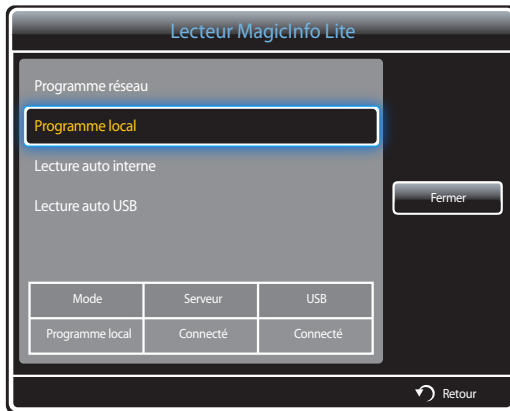 Lecteur MagicInfo Lite
Programme réseau
Programme local
Lecture auto interne
Lecture auto USB
Fermer
Mode Serveur USB
Programme local Connecté Connecté
Retour